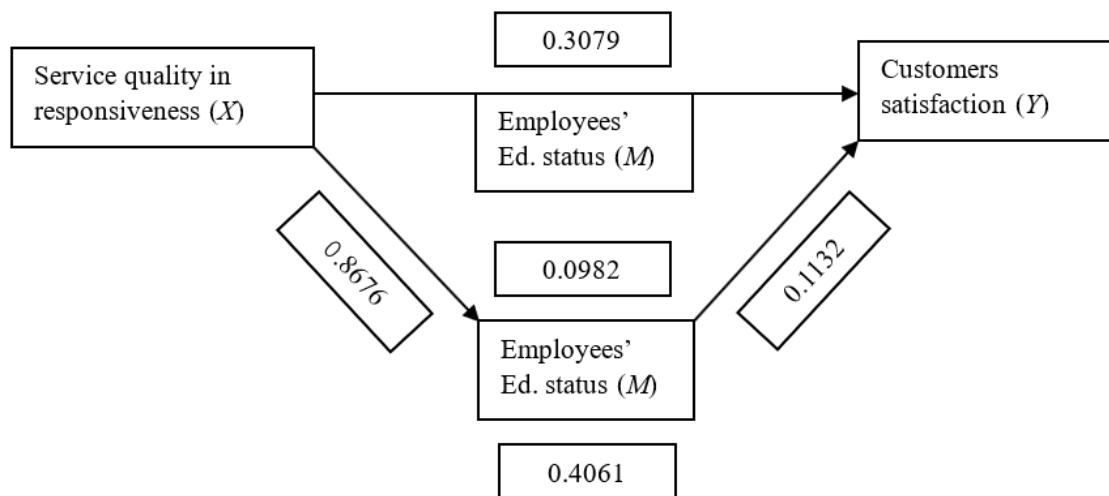 0.3079
Service quality in
responsiveness (X)
Customers
satisfaction (Y)
Employees’
Ed. status (M)
0.8676
0.0982
0.1132
Employees’
Ed. status (M)
0.4061